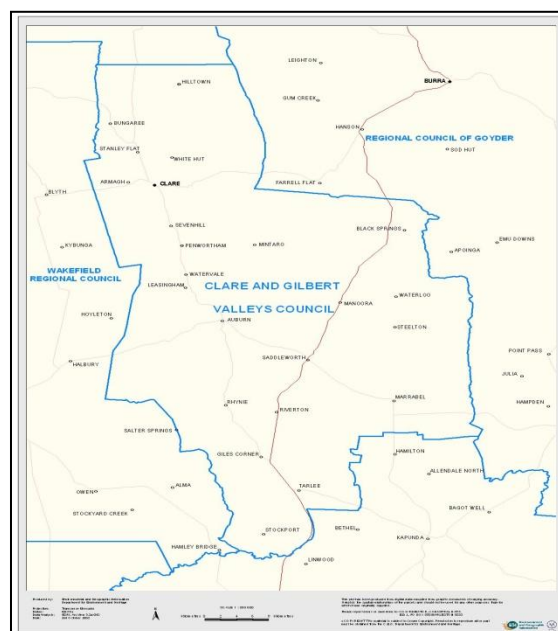 LEIGHTON
BURRA
HILLTOWN
GUM CREEK
BUNGAREE
HANSON
REGIONAL COUNCIL OF GOYDER
STANLEY FLAT
SOD HUT
WHITE HUT
ARMAGH
CLARE
FARRELL FLAT
BLYTH
SEVENHILL
BLACK SPRINGS
KYBUNGA
PENWORTHAM
MINTARO
EMU DOWNS
APOINGA
WAKEFIELD
REGIONAL COUNCIL
WATERVALE
LEASINGHAM
CLARE AND GILBERT
VALLEYS COUNCIL
MANOORA
WATERLOO
HOYLETON
AUBURN
STEELTON
SADDLEWORTH
POINT PASS
HALBURY
JULIA
RHYNIE
MARRABEL
HAMPDEN
RIVERTON
SALTER SPRINGS
GILES CORNER
HAMILTON
ALLENDALE NORTH
OWEN
ALMA
TARLEE
STOCKYARD CREEK
BAGOT WELL
STOCKPORT
BETHEL
KAPUNDA
HAMLEY BRIDGE
LINWOOD